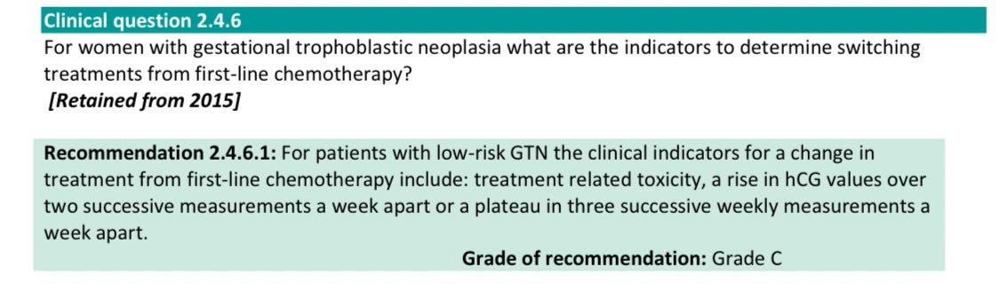 Clinical question 2.4.6
For women with gestational trophoblastic neoplasia what are the indicators to determine switching
treatments from first-line chemotherapy?
[Retained from 2015]
Recommendation 2.4.6.1: For patients with low-risk GTN the clinical indicators for a change in
treatment from first-line chemotherapy include: treatment related toxicity, a rise in hCG values over
two successive measurements a week apart or a plateau in three successive weekly measurements a
week apart.
Grade of recommendation: Grade C